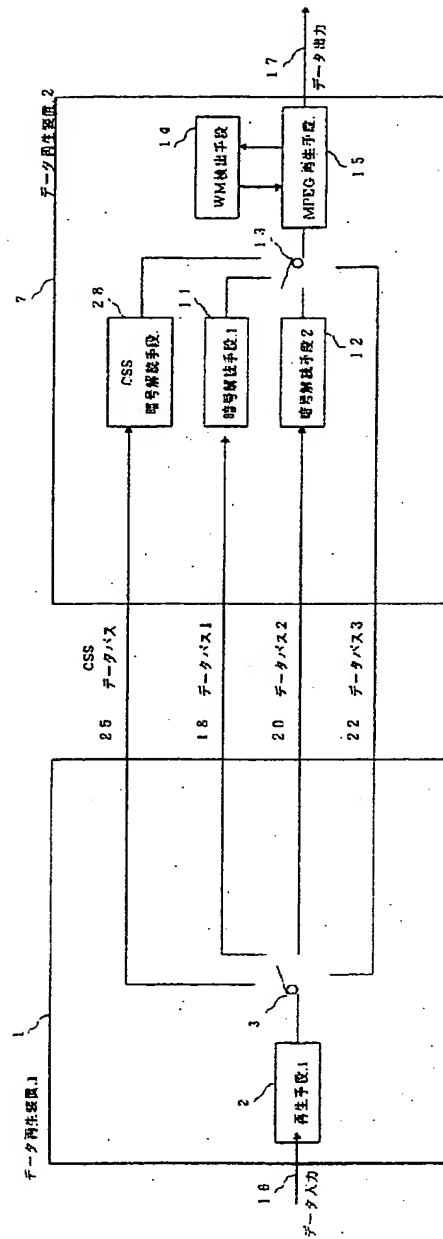 データ再生装置.1
1
16
データ入力
2
再生手段.1
3
CSS
データバス
25
18
データバス1
20
データバス2
22
データバス3
データ再生装置.2
7
28
CSS
暗号解読手段.
11
暗号解読手段.1
暗号解読手段2
12
13
14
WM検出手段
MPEG再生手段.
15
17
データ出力